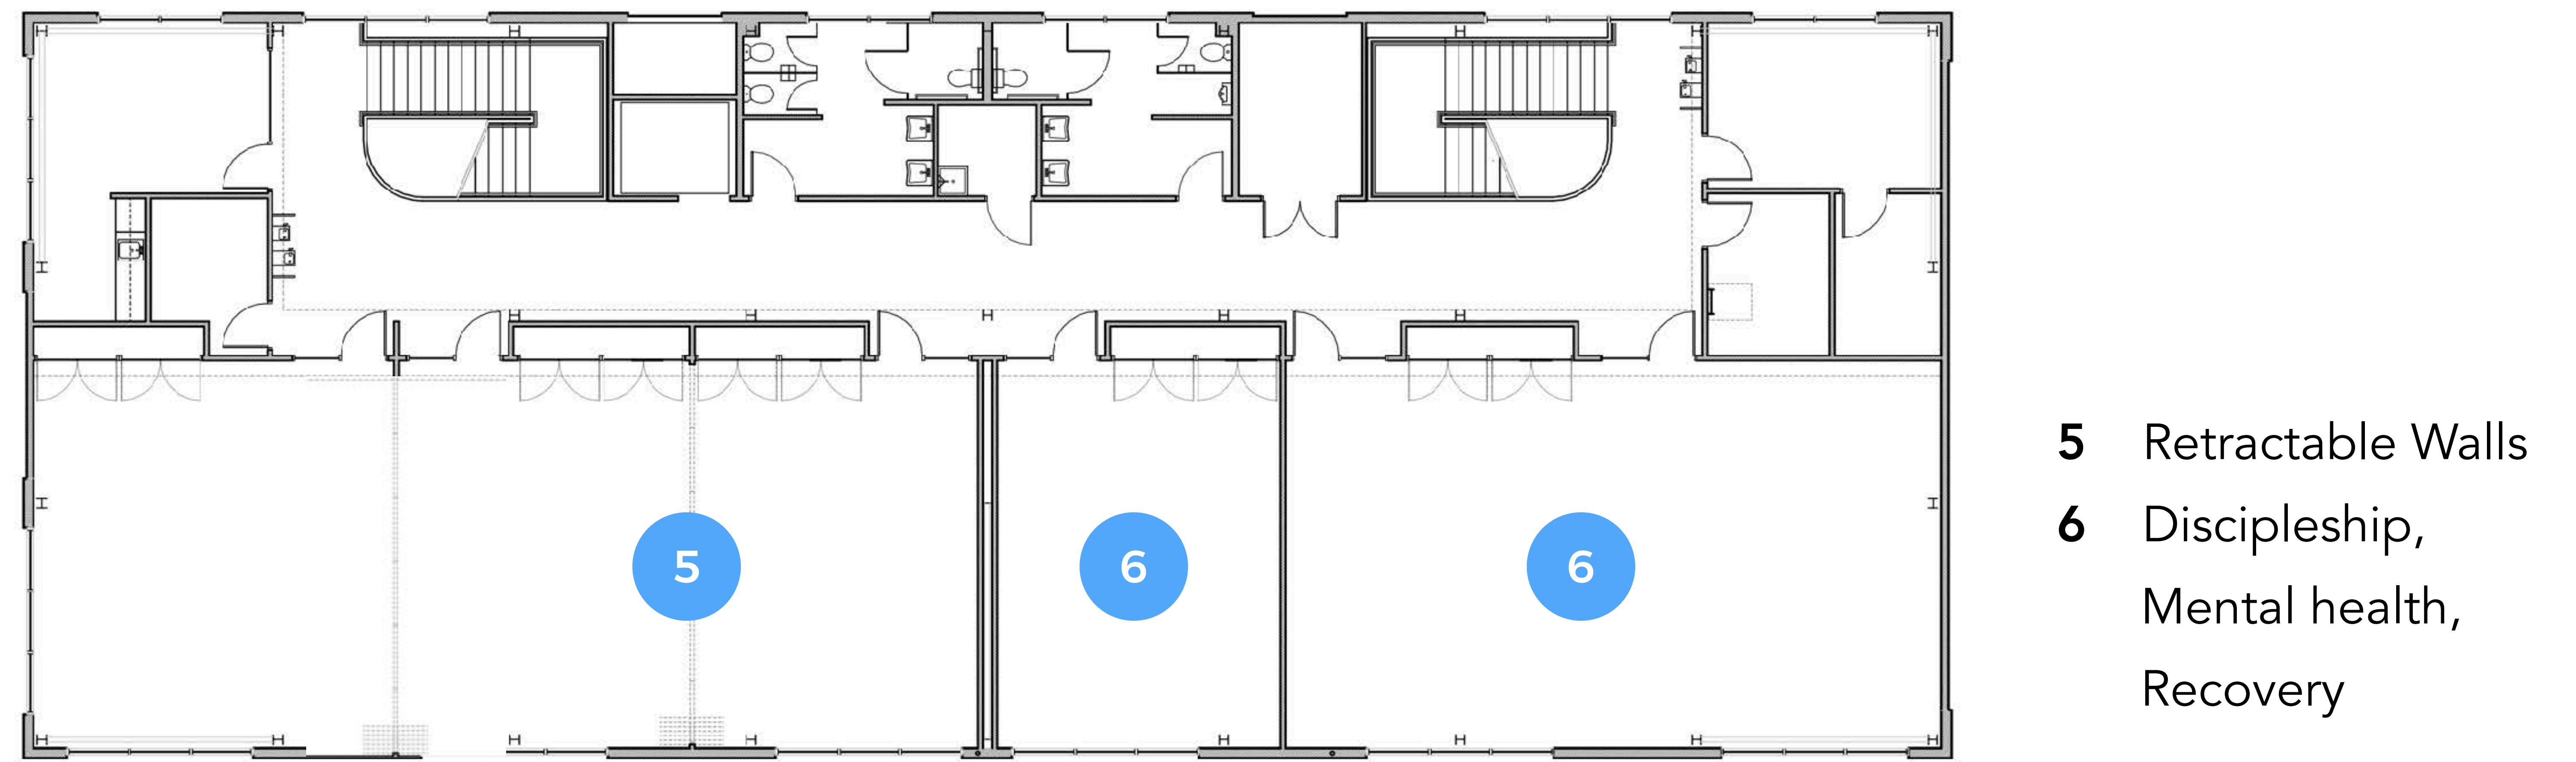 5 6 6
5 Retractable Walls
6 Discipleship,
Mental health,
Recovery